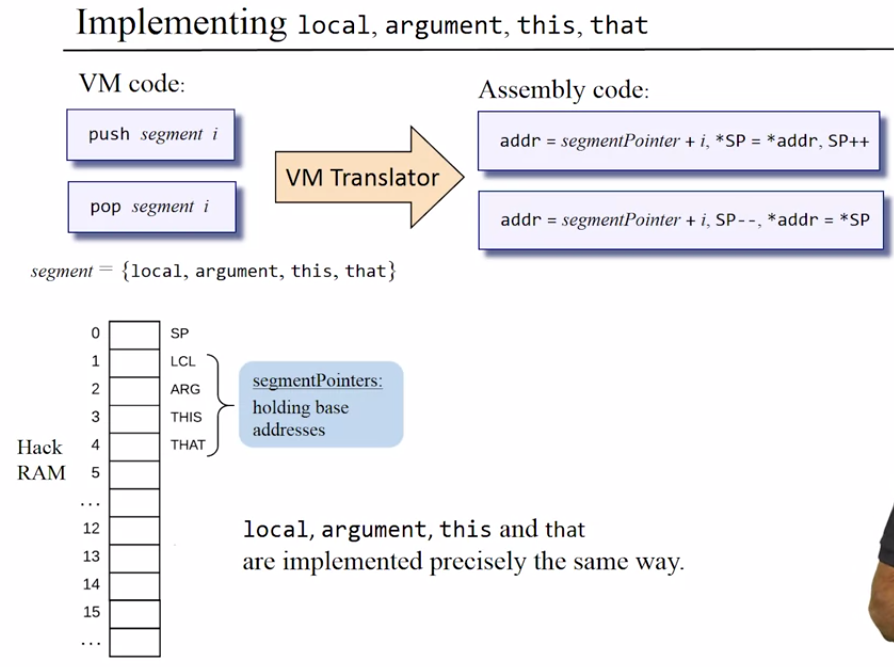 Implementing local, argument, this, that
VM code:
push segment i
pop segment i
VM Translator
Assembly code:
addr = segmentPointer + i, *SP = *addr, SP++
addr = segmentPointer + i, SP--, *addr = *SP
segment = {local, argument, this, that}
Hack
RAM
0 SP
1 LCL
2 ARG
3 THIS
4 THAT
5
...
12
13
14
15
...
segmentPointers:
holding base
addresses
local, argument, this and that
are implemented precisely the same way.